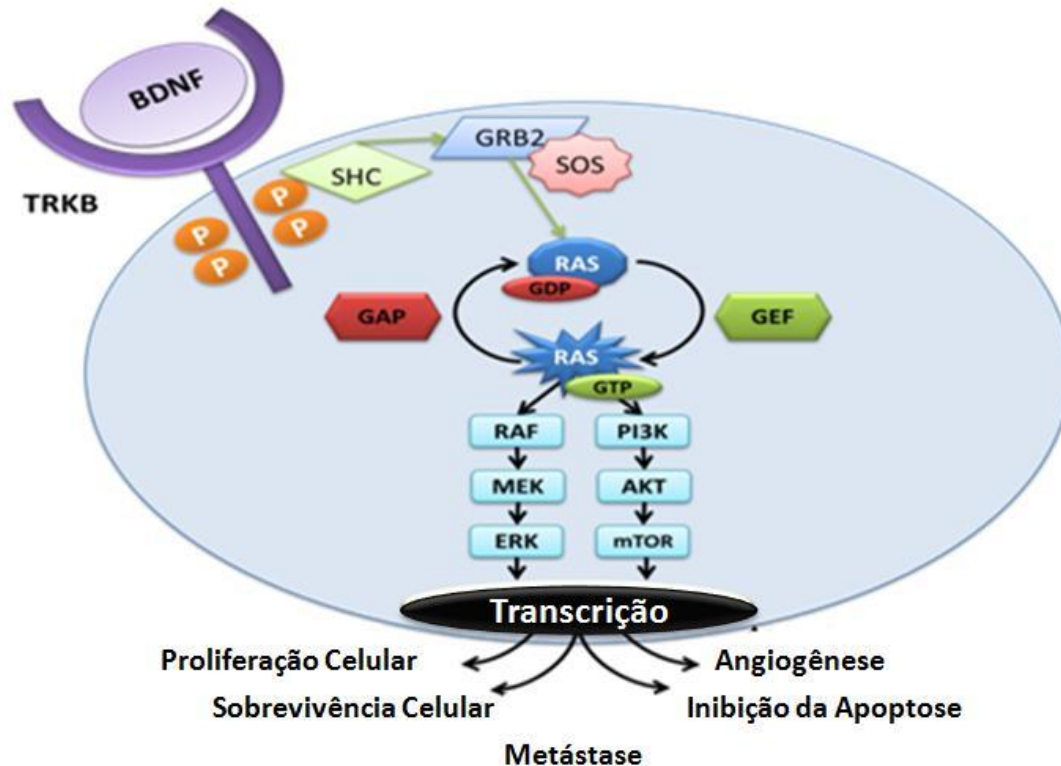 BDNF
TRKB
P
P
P
P
SHC
GRB2
SOS
RAS
GDP
GAP
GEF
RAS
GTP
RAF
PI3K
MEK
AKT
ERK
mTOR
Transcrição
Proliferação Celular
Angiogênese
Sobrevivência Celular
Inibição da Apoptose
Metástase